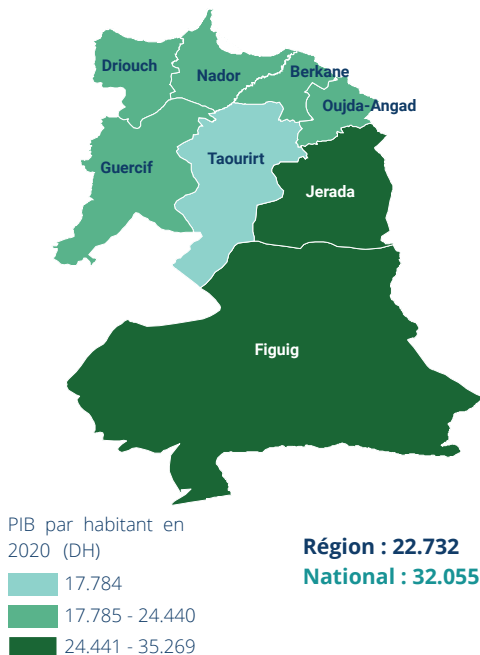 Driouch
Nador
Berkane
Oujda-Angad
Guercif
Taourirt
Jerada
Figuig
PIB par habitant en
2020 (DH)
17.784
17.785 - 24.440
24.441 - 35.269
Région : 22.732
National : 32.055